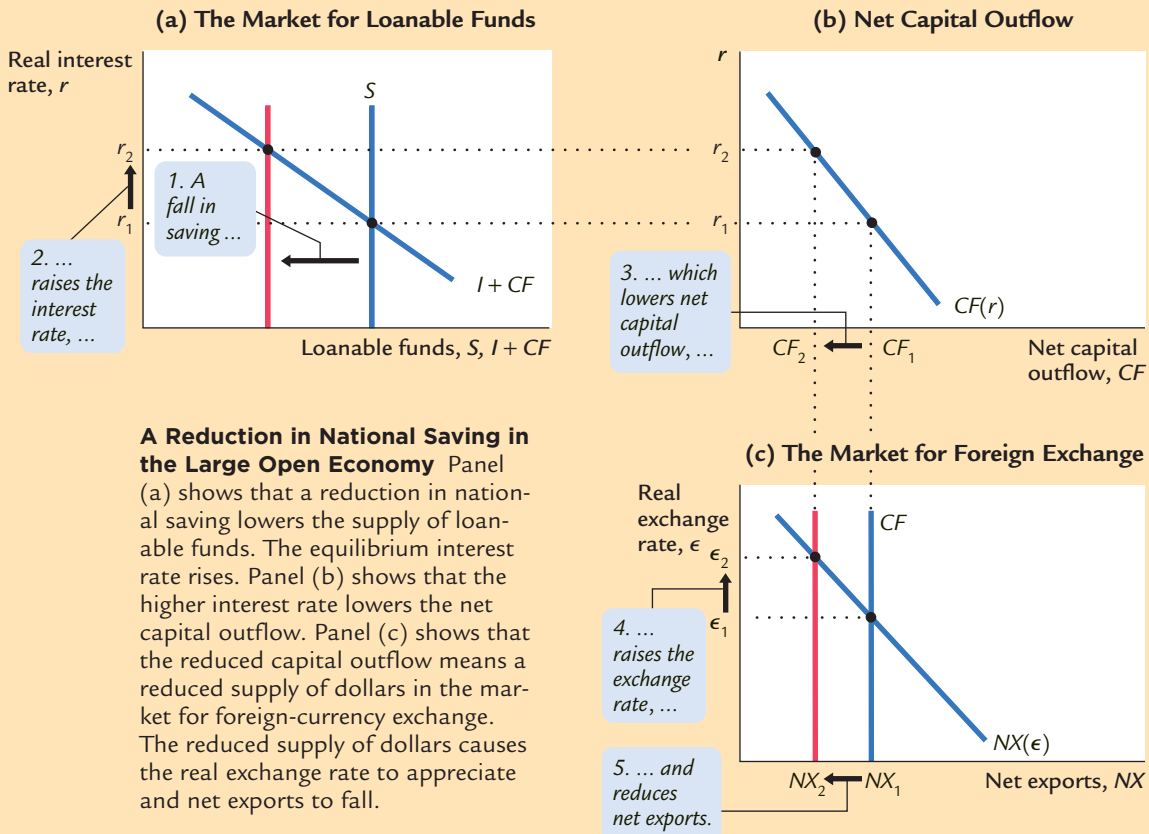 (a) The Market for Loanable Funds
Real interest
rate, r
S
r₂
r₁
1. A
fall in
saving ...
2. ...
raises the
interest
rate, ...
I + CF
Loanable funds, S, I + CF
(b) Net Capital Outflow
r
r₂
r₁
3. ... which
lowers net
capital
outflow, ...
CF(r)
CF₂
CF₁
Net capital
outflow, CF
A Reduction in National Saving in
the Large Open Economy Panel
(a) shows that a reduction in nation-
al saving lowers the supply of loan-
able funds. The equilibrium interest
rate rises. Panel (b) shows that the
higher interest rate lowers the net
capital outflow. Panel (c) shows that
the reduced capital outflow means a
reduced supply of dollars in the mar-
ket for foreign-currency exchange.
The reduced supply of dollars causes
the real exchange rate to appreciate
and net exports to fall.
(c) The Market for Foreign Exchange
Real
exchange
rate, ϵ
CF
ϵ₂
ϵ₁
4. ...
raises the
exchange
rate, ...
NX(ϵ)
5. ... and
reduces
net exports.
NX₂
NX₁
Net exports, NX